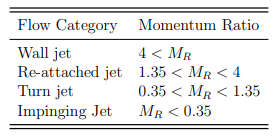 Flow Category Momentum Ratio
Wall jet 4 < M_R
Re-attached jet 1.35 < M_R < 4
Turn jet 0.35 < M_R < 1.35
Impinging Jet M_R < 0.35